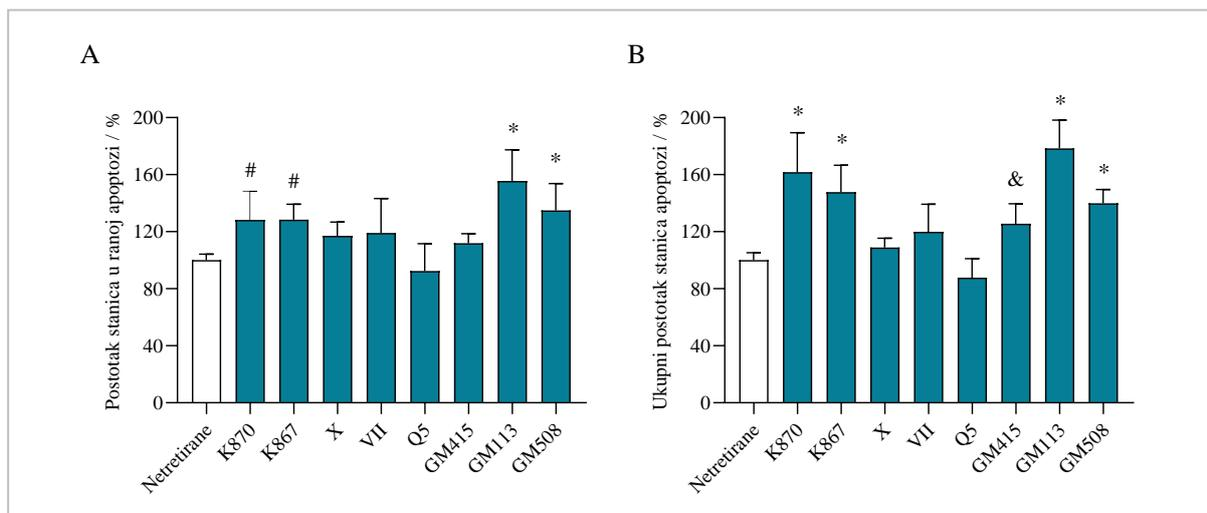 A
Postotak stanica u ranoj apoptozi / %
200
160
120
80
40
0
# # * *
Netretirane
K870
K867
X
VII
Q5
GM415
GM113
GM508
B
Ukupni postotak stanica apoptozi / %
200
160
120
80
40
0
* * & * *
Netretirane
K870
K867
X
VII
Q5
GM415
GM113
GM508